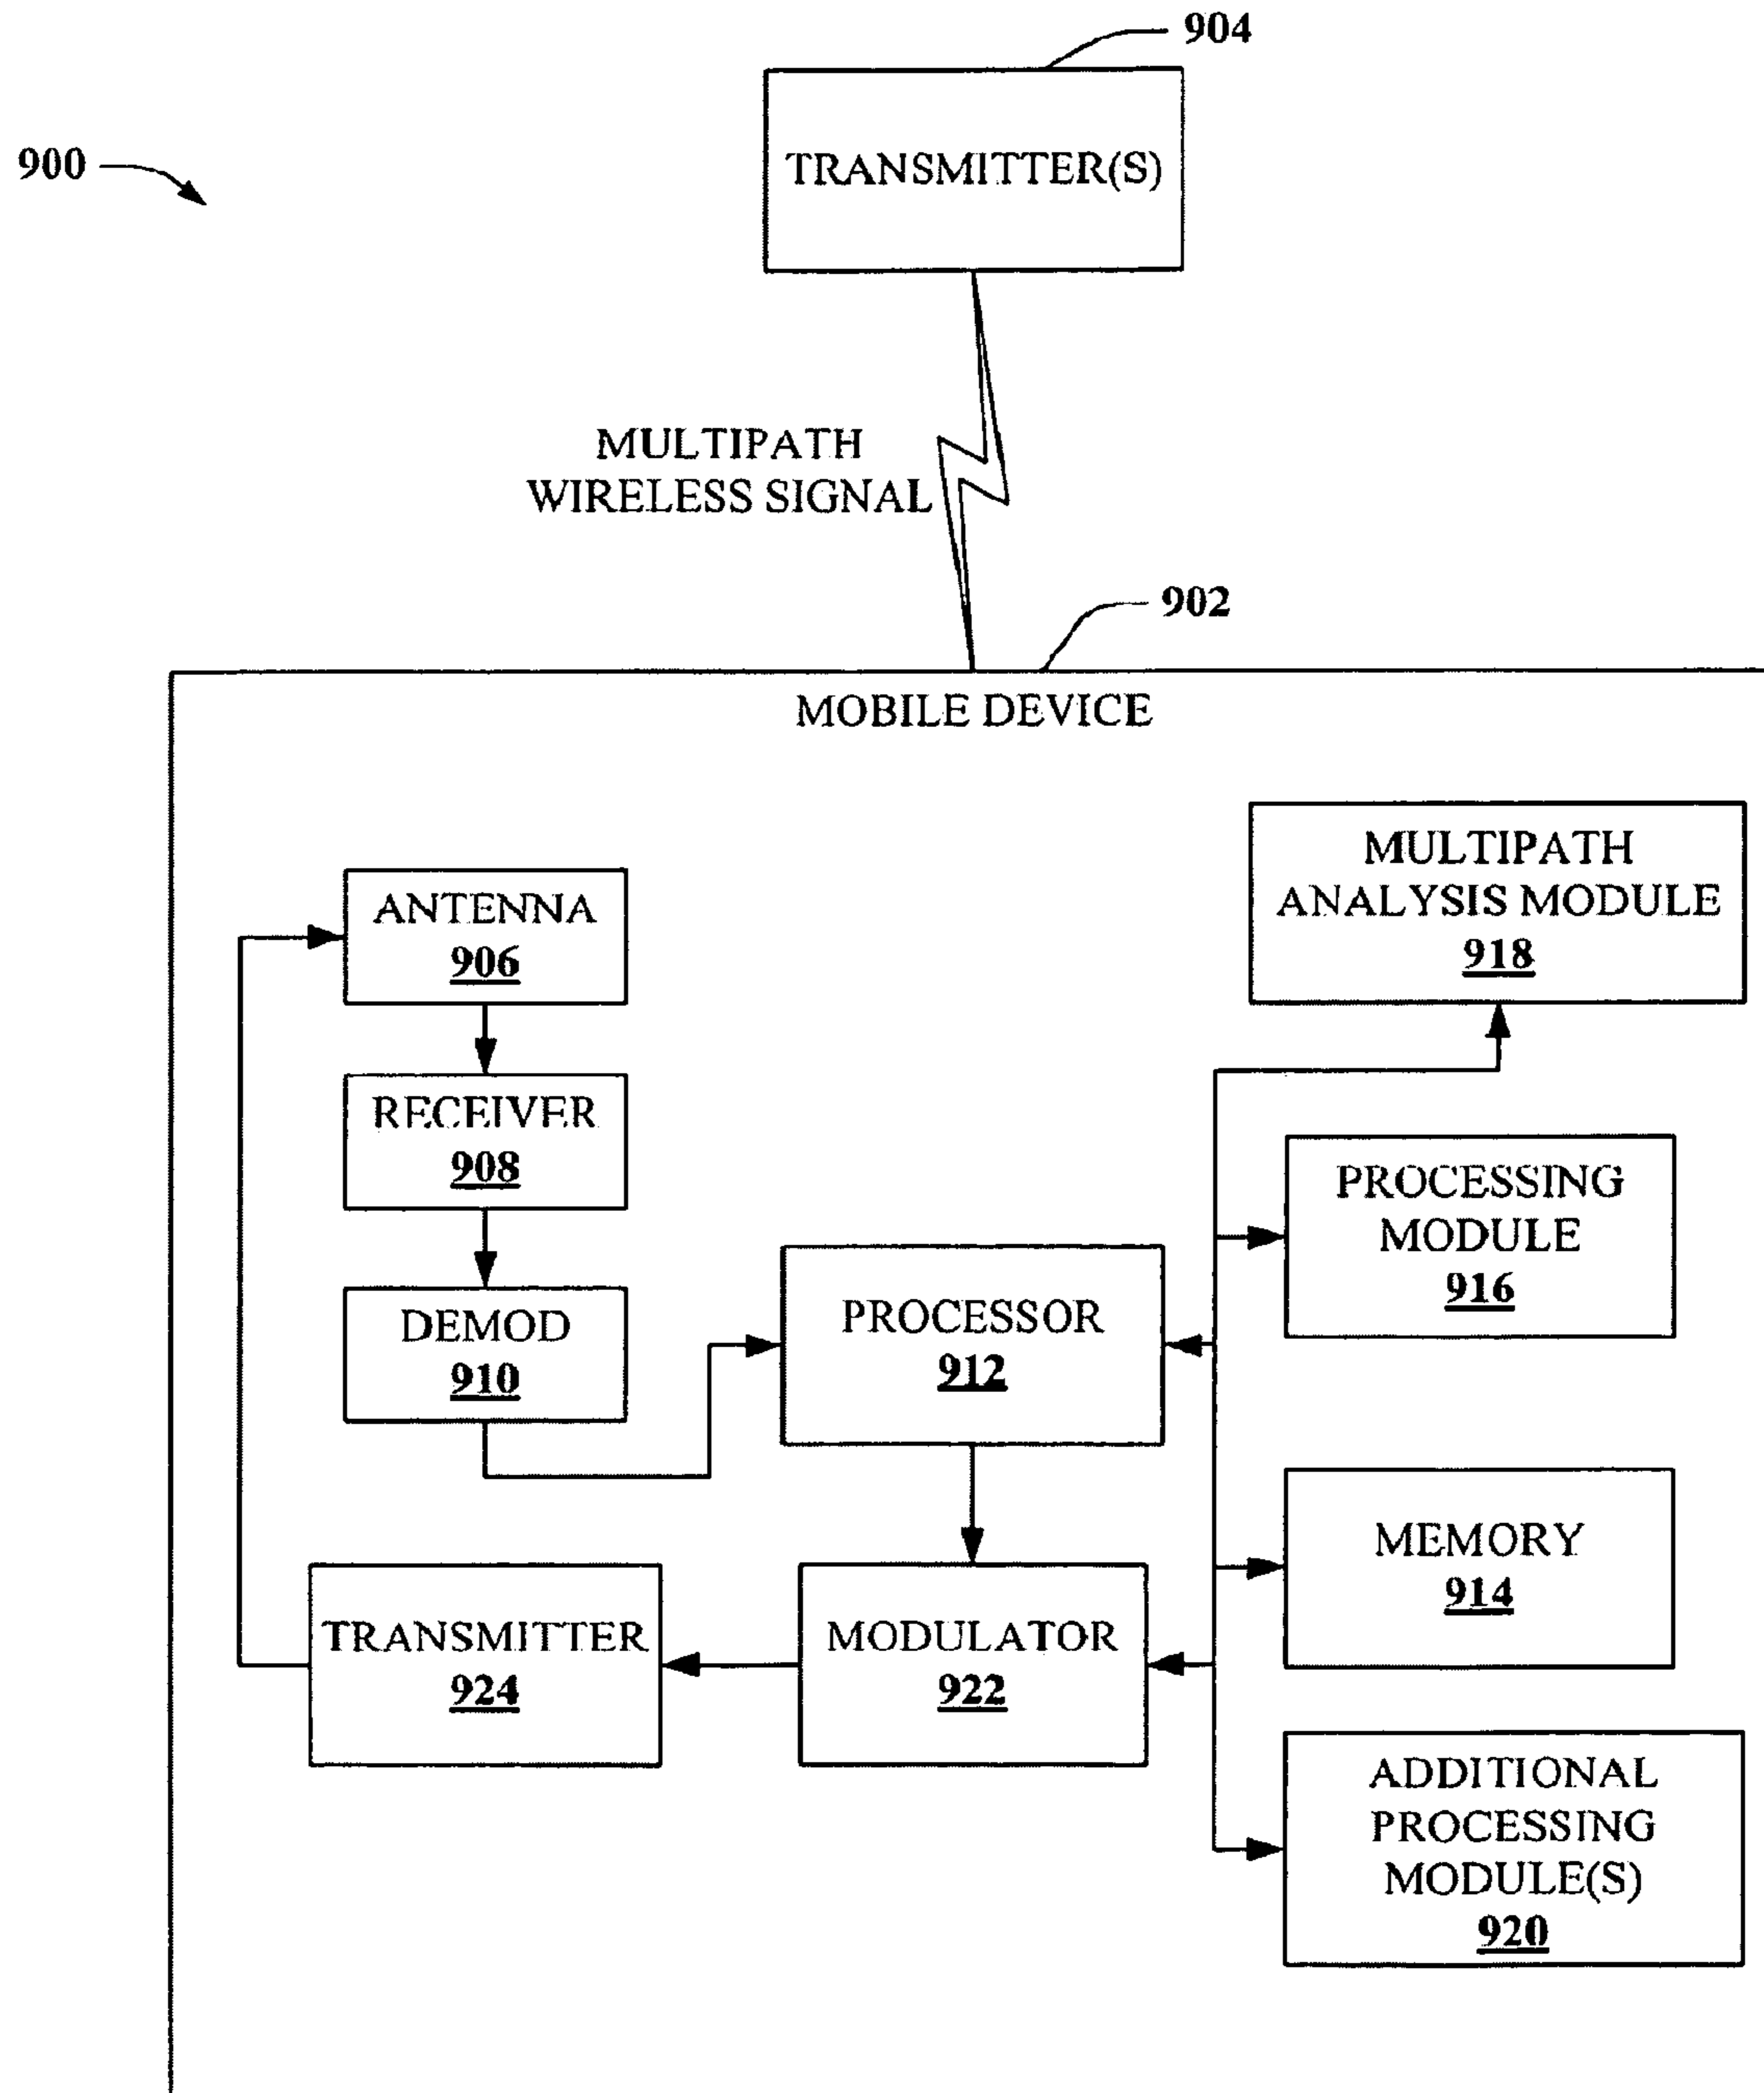 904
TRANSMITTER(S)
900
MULTIPATH
WIRELESS SIGNAL
902
MOBILE DEVICE
MULTIPATH
ANALYSIS MODULE
918
ANTENNA
906
RECEIVER
908
PROCESSING
MODULE
916
DEMOD
910
PROCESSOR
912
MEMORY
914
TRANSMITTER
924
MODULATOR
922
ADDITIONAL
PROCESSING
MODULE(S)
920